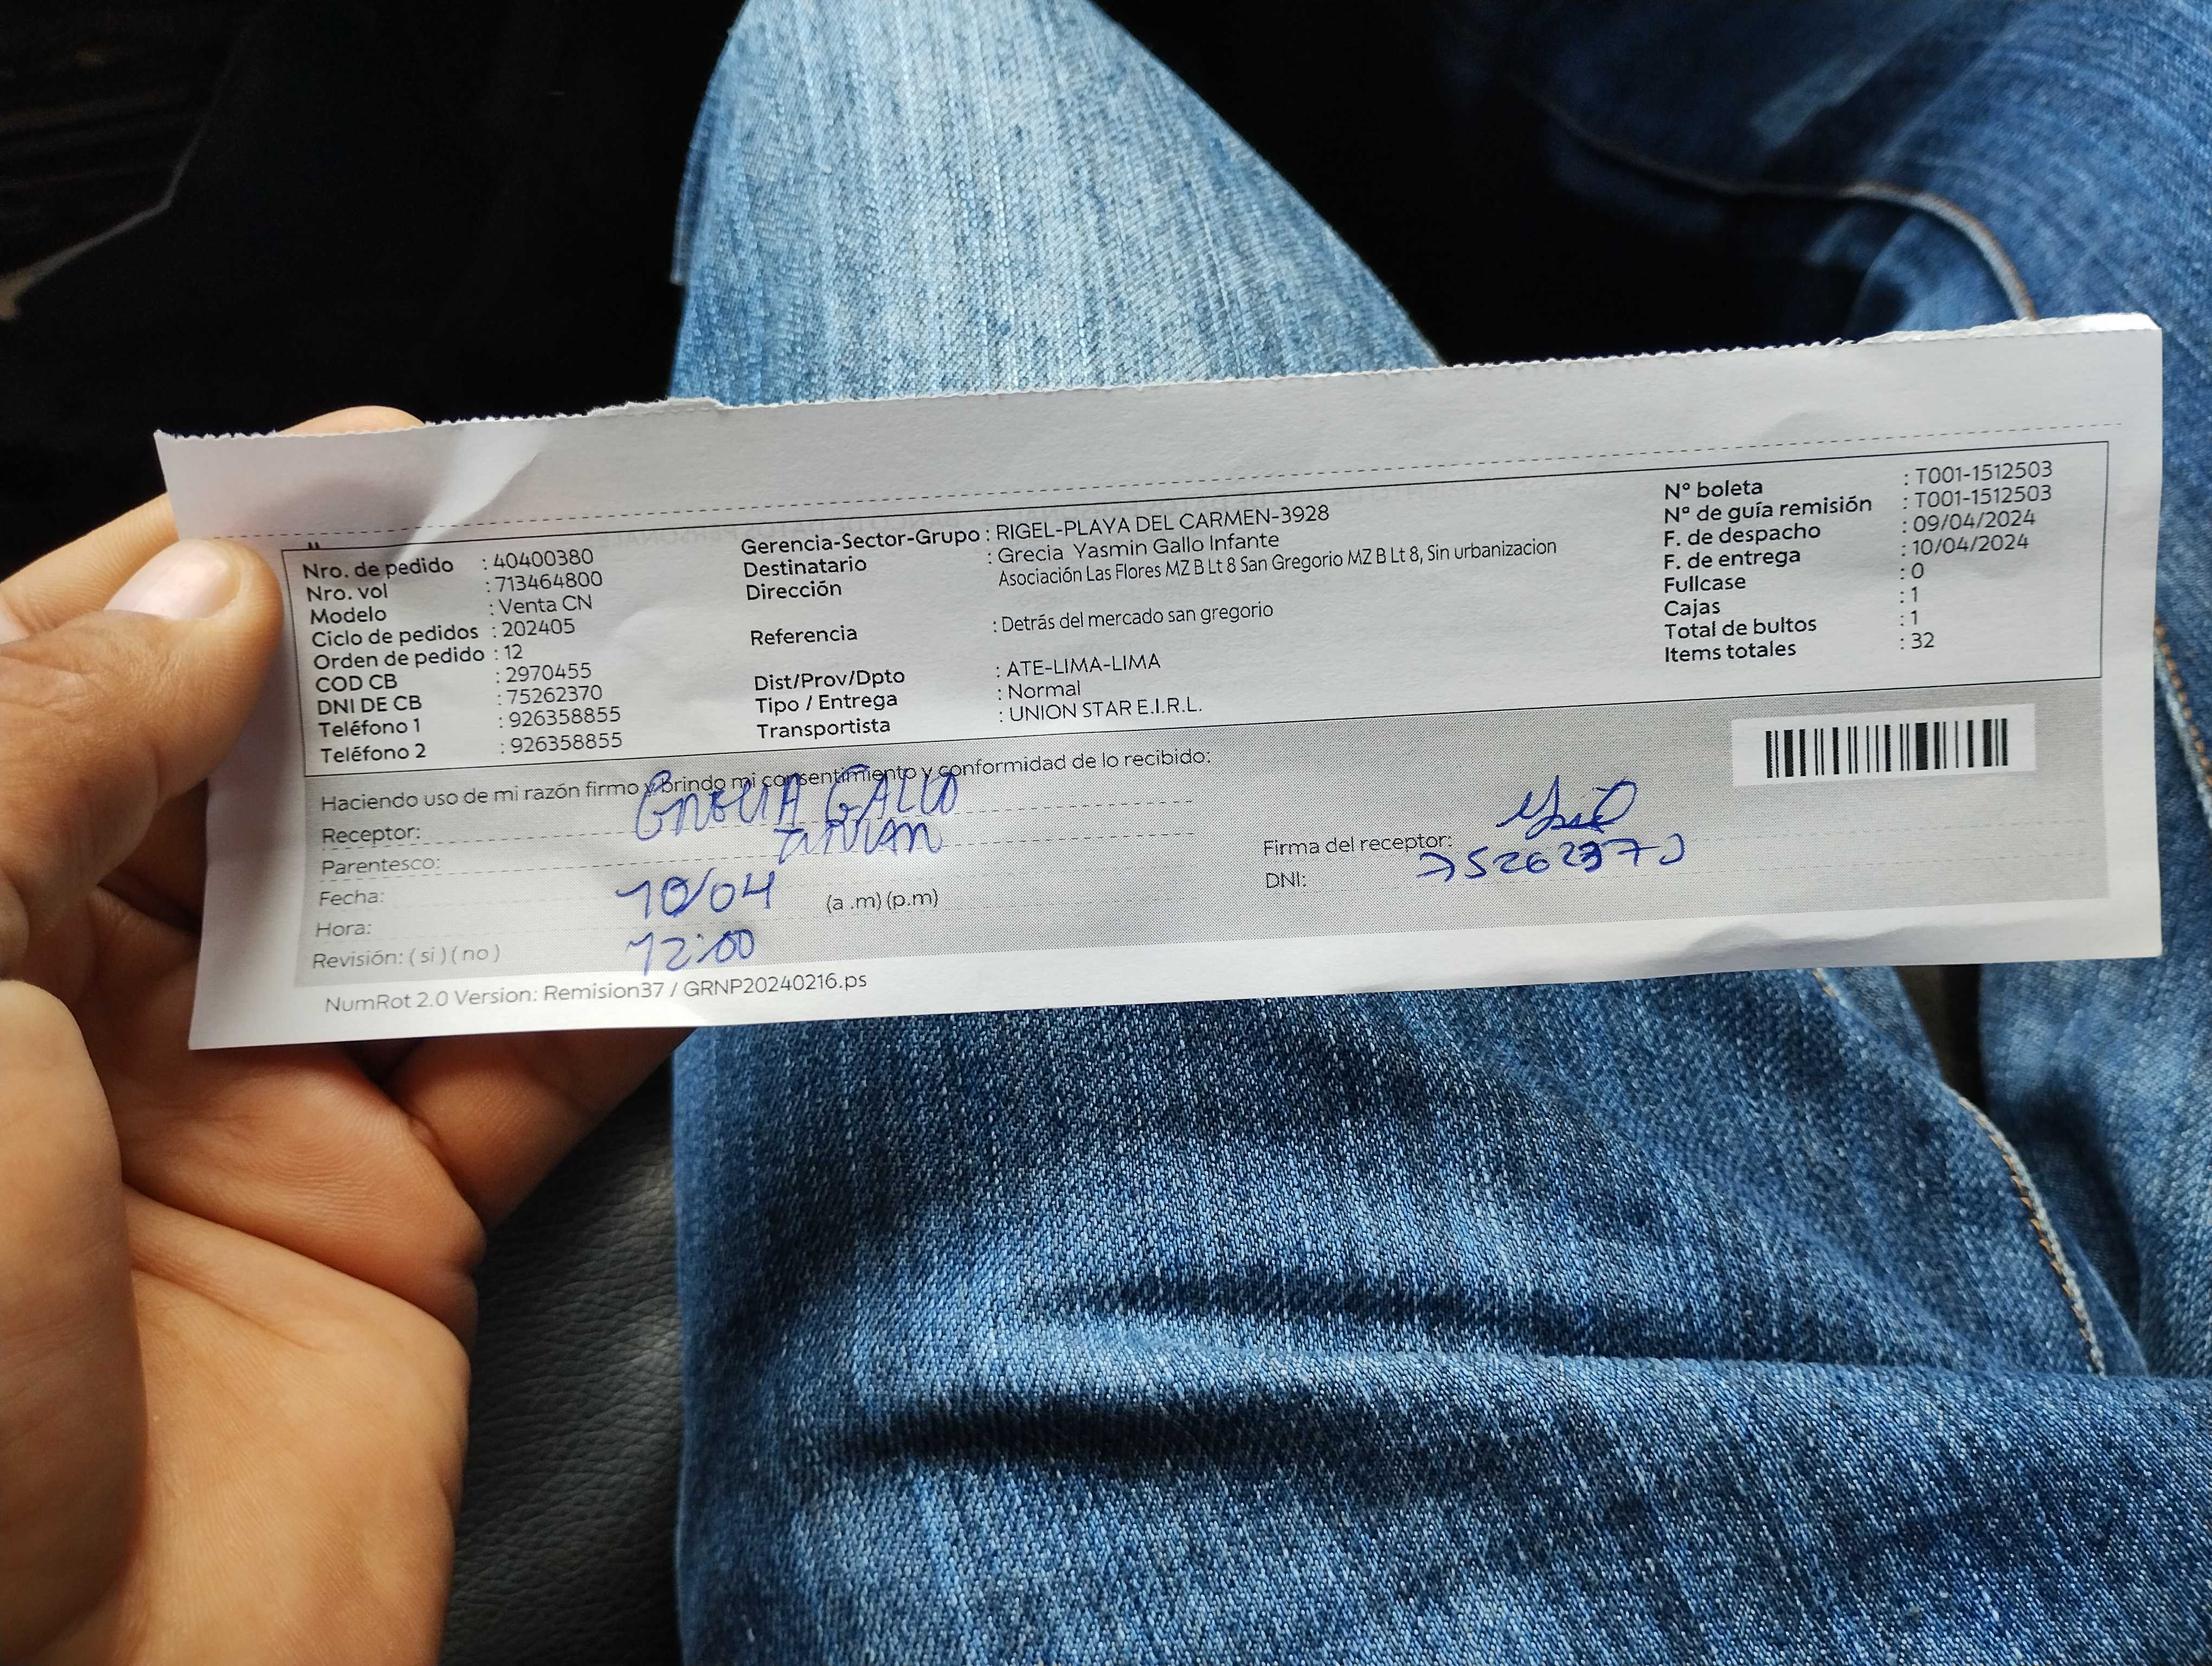 Nro. de pedido : 40400380
Nro. vol : 713464800
Modelo : Venta CN
Ciclo de pedidos : 202405
Orden de pedido : 12
COD CB : 2970455
DNI DE CB : 75262370
Teléfono 1 : 926358855
Teléfono 2 : 926358855
Gerencia-Sector-Grupo : RIGEL-PLAYA DEL CARMEN-3928
Destinatario : Grecia Yasmin Gallo Infante
Dirección Asociación Las Flores MZ B Lt 8 San Gregorio MZ B Lt 8, Sin urbanizacion
Referencia : Detrás del mercado san gregorio
Dist/Prov/Dpto : ATE-LIMA-LIMA
Tipo / Entrega : Normal
Transportista : UNION STAR E.I.R.L.
N° boleta : T001-1512503
N° de guía remisión : T001-1512503
F. de despacho : 09/04/2024
F. de entrega : 10/04/2024
Fullcase : 0
Cajas : 1
Total de bultos : 1
Items totales : 32
Haciendo uso de mi razón firmo y brindo mi consentimiento y conformidad de lo recibido:
Receptor: GRECIA GALLO
Parentesco:
Fecha: 10/04
Hora: 12:00 (a .m) (p.m)
Revisión: ( si ) ( no )
Firma del receptor:
DNI: 75262370
NumRot 2.0 Version: Remision37 / GRNP20240216.ps